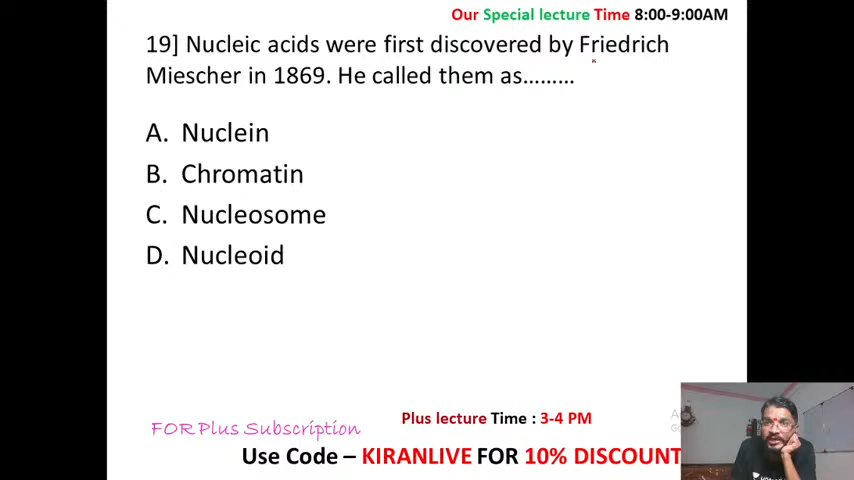 Our Special lecture Time 8:00-9:00AM
19] Nucleic acids were first discovered by Friedrich
Miescher in 1869. He called them as.........
A. Nuclein
B. Chromatin
C. Nucleosome
D. Nucleoid
Plus lecture Time : 3-4 PM
FOR Plus Subscription
Use Code – KIRANLIVE FOR 10% DISCOUNT